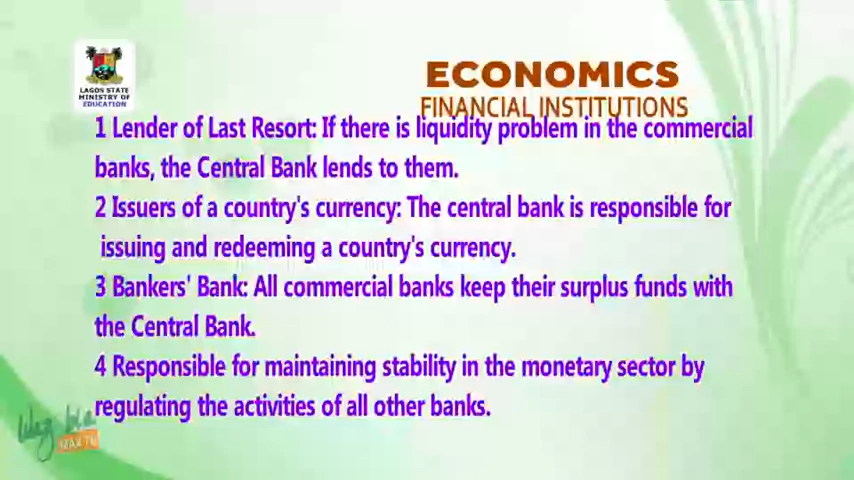 LAGOS STATE
MINISTRY OF
EDUCATION
ECONOMICS
FINANCIAL INSTITUTIONS
1 Lender of Last Resort: If there is liquidity problem in the commercial
banks, the Central Bank lends to them.
2 Issuers of a country's currency: The central bank is responsible for
issuing and redeeming a country's currency.
3 Bankers' Bank: All commercial banks keep their surplus funds with
the Central Bank.
4 Responsible for maintaining stability in the monetary sector by
regulating the activities of all other banks.